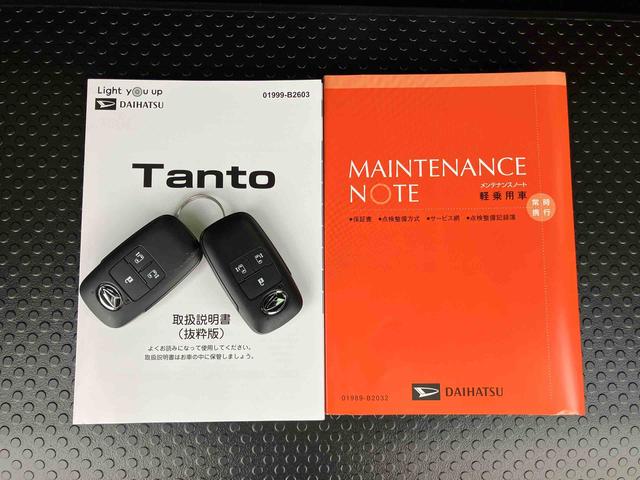 Light you up
DAIHATSU
01999-B2603
Tanto
取扱説明書
(抜粋版)
よくお読みになって使用してください。
取扱説明書はお車の中に保管しましょう。
MAINTENANCE
NOTE
メンテナンスノート
軽乗用車
常時
携行
●保証書 ●点検整備方式 ●サービス網 ●点検整備記録簿
01989-B2032
DAIHATSU